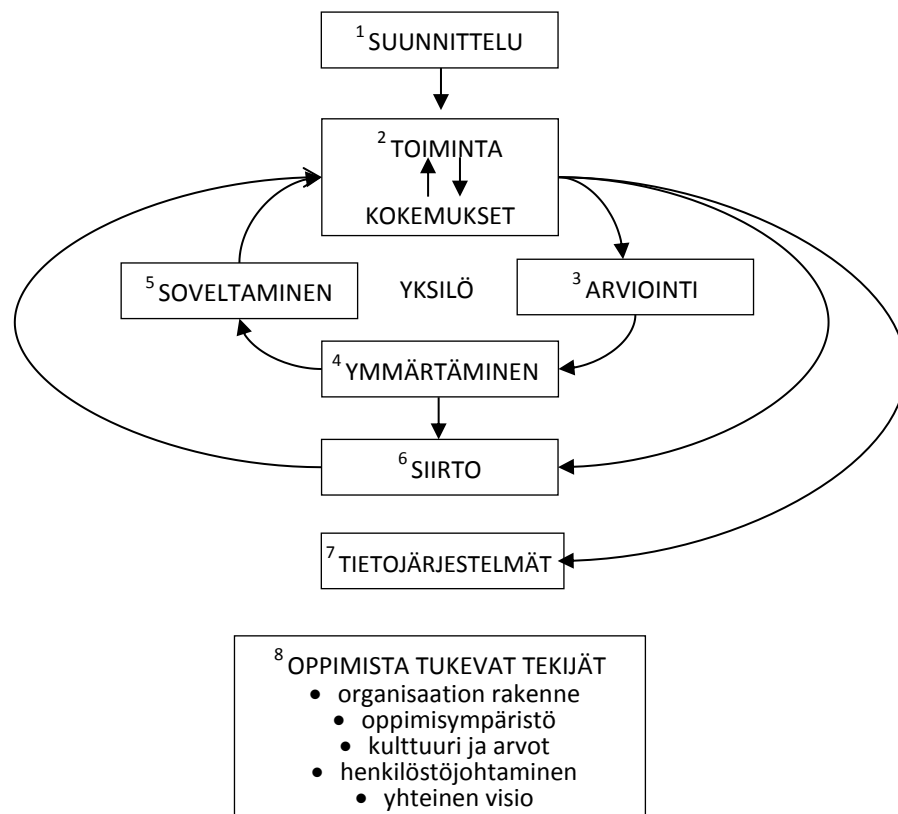 ¹ SUUNNITTELU
² TOIMINTA
KOKEMUKSET
⁵ SOVELTAMINEN
YKSILÖ
³ ARVIOINTI
⁴ YMMÄRTÄMINEN
⁶ SIIRTO
⁷ TIETOJÄRJESTELMÄT
⁸ OPPIMISTA TUKEVAT TEKIJÄT
• organisaation rakenne
• oppimisympäristö
• kulttuuri ja arvot
• henkilöstöjohtaminen
• yhteinen visio